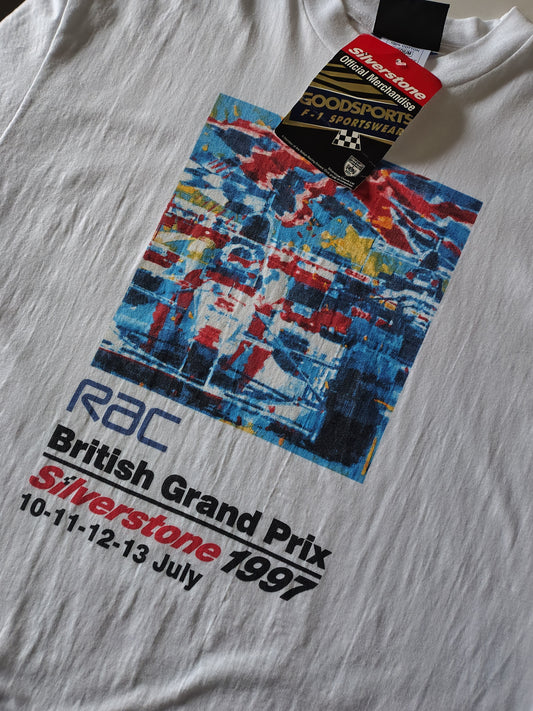 Silverstone
Official Merchandise
GOODSPORTS
F-1 SPORTSWEAR
RAC
British Grand Prix
Silverstone 1997
10-11-12-13 July